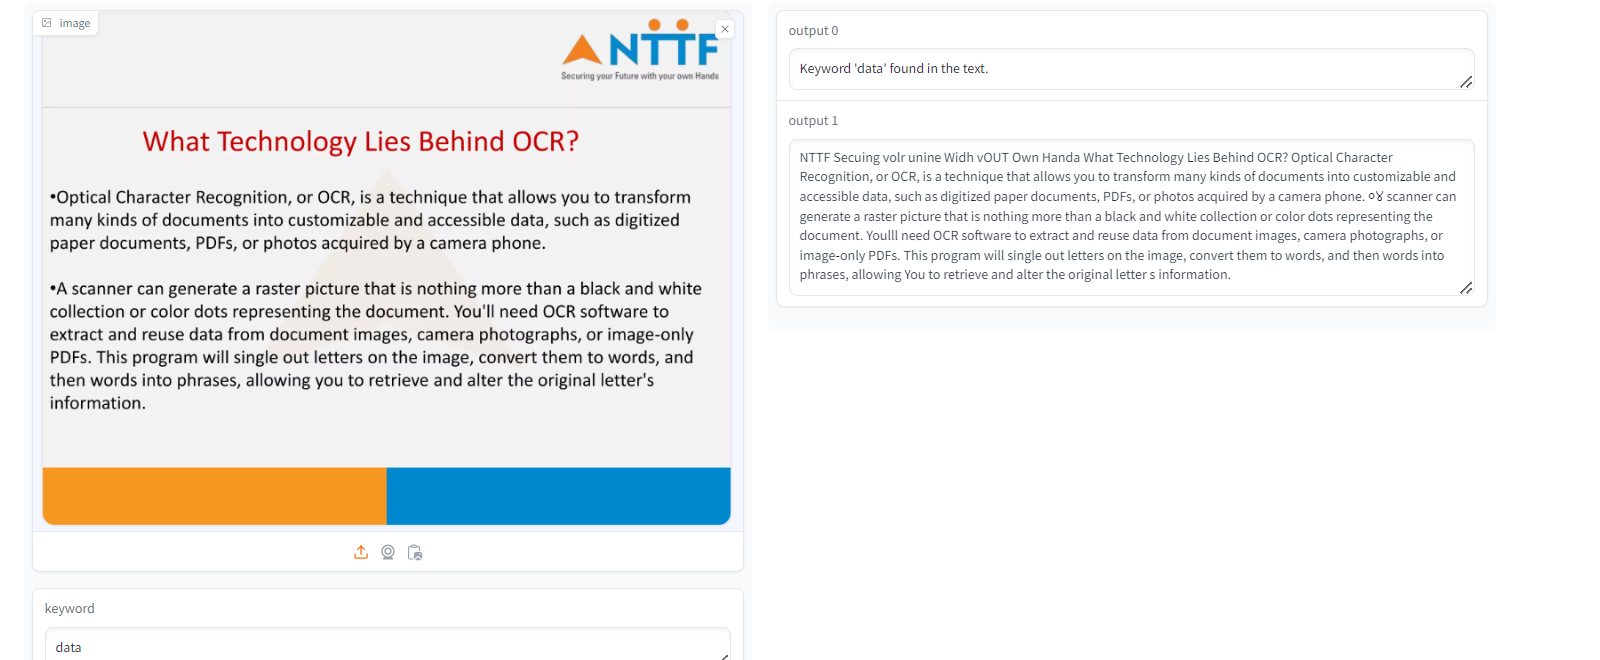 image
NTTF
Securing your Future with your own Hands
What Technology Lies Behind OCR?
•Optical Character Recognition, or OCR, is a technique that allows you to transform
many kinds of documents into customizable and accessible data, such as digitized
paper documents, PDFs, or photos acquired by a camera phone.
•A scanner can generate a raster picture that is nothing more than a black and white
collection or color dots representing the document. You'll need OCR software to
extract and reuse data from document images, camera photographs, or image-only
PDFs. This program will single out letters on the image, convert them to words, and
then words into phrases, allowing you to retrieve and alter the original letter's
information.
keyword
data
output 0
Keyword 'data' found in the text.
output 1
NTTF Secuing volr unine Widh vOUT Own Handa What Technology Lies Behind OCR? Optical Character
Recognition, or OCR, is a technique that allows you to transform many kinds of documents into customizable and
accessible data, such as digitized paper documents, PDFs, or photos acquired by a camera phone. scanner can
generate a raster picture that is nothing more than a black and white collection or color dots representing the
document. Youlll need OCR software to extract and reuse data from document images, camera photographs, or
image-only PDFs. This program will single out letters on the image, convert them to words, and then words into
phrases, allowing You to retrieve and alter the original letter s information.